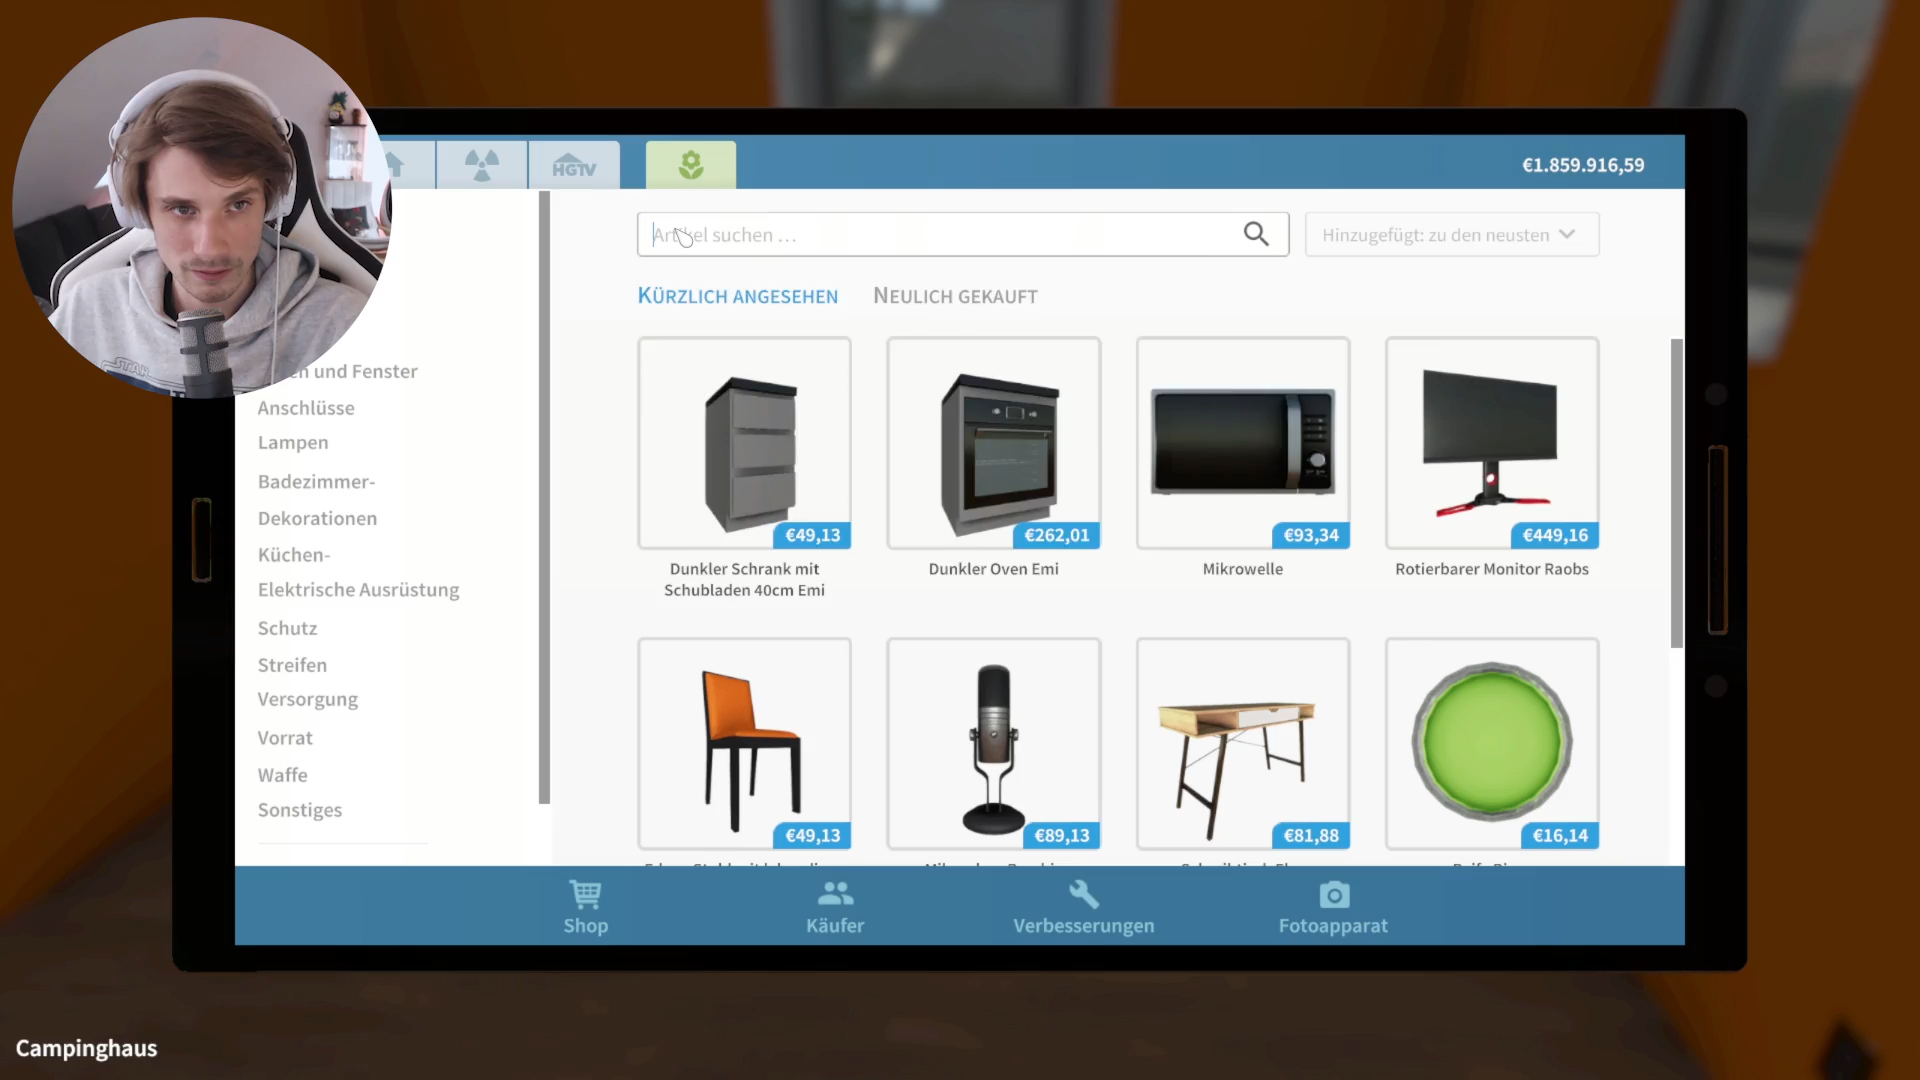 HGTV
€1.859.916,59
Artikel suchen ...
Hinzugefügt: zu den neusten
KÜRZLICH ANGESEHEN
NEULICH GEKAUFT
und Fenster
Anschlüsse
Lampen
Badezimmer-
Dekorationen
Küchen-
Elektrische Ausrüstung
Schutz
Streifen
Versorgung
Vorrat
Waffe
Sonstiges
€49,13
€262,01
€93,34
€449,16
Dunkler Schrank mit
Schubladen 40cm Emi
Dunkler Oven Emi
Mikrowelle
Rotierbarer Monitor Raobs
€49,13
€89,13
€81,88
€16,14
Shop
Käufer
Verbesserungen
Fotoapparat
Campinghaus